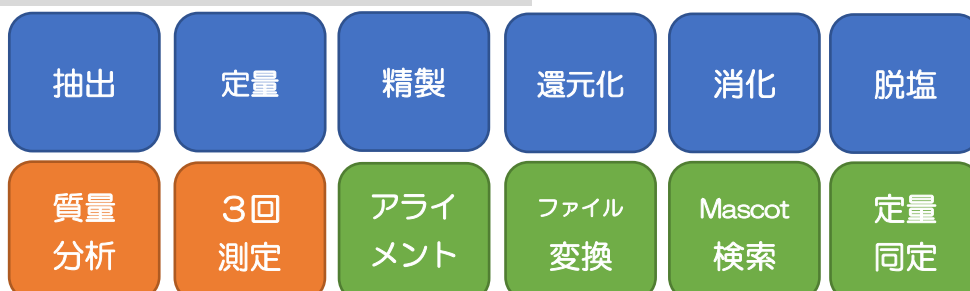 抽出
定量
精製
還元化
消化
脱塩
質量
分析
３回
測定
アライ
メント
ファイル
変換
Mascot
検索
定量
同定